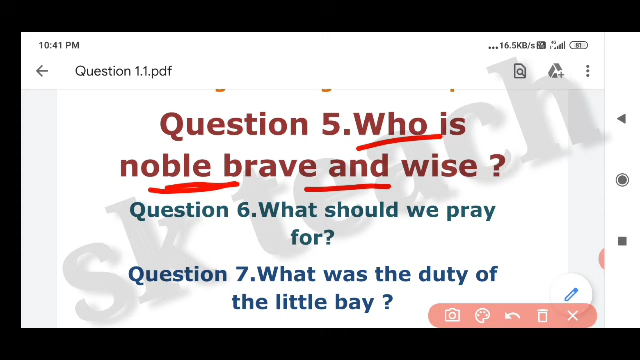 10:41 PM
...16.5KB/s 81
Question 1.1.pdf
Question 5.Who is
noble brave and wise ?
Question 6.What should we pray
for?
Question 7.What was the duty of
the little bay ?
sk teach